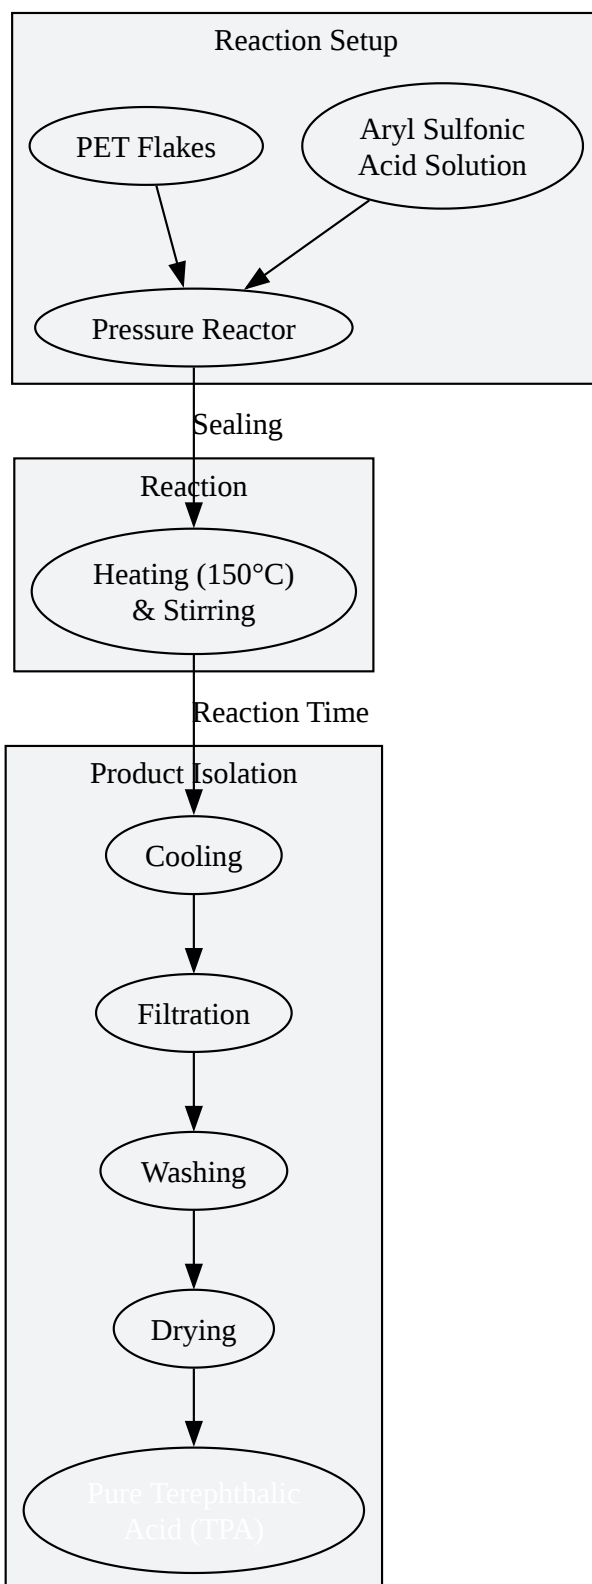 Reaction Setup
PET Flakes
Aryl Sulfonic
Acid Solution
Pressure Reactor
Sealing
Reaction
Heating (150°C)
& Stirring
Reaction Time
Product Isolation
Cooling
Filtration
Washing
Drying
Pure Terephthalic
Acid (TPA)